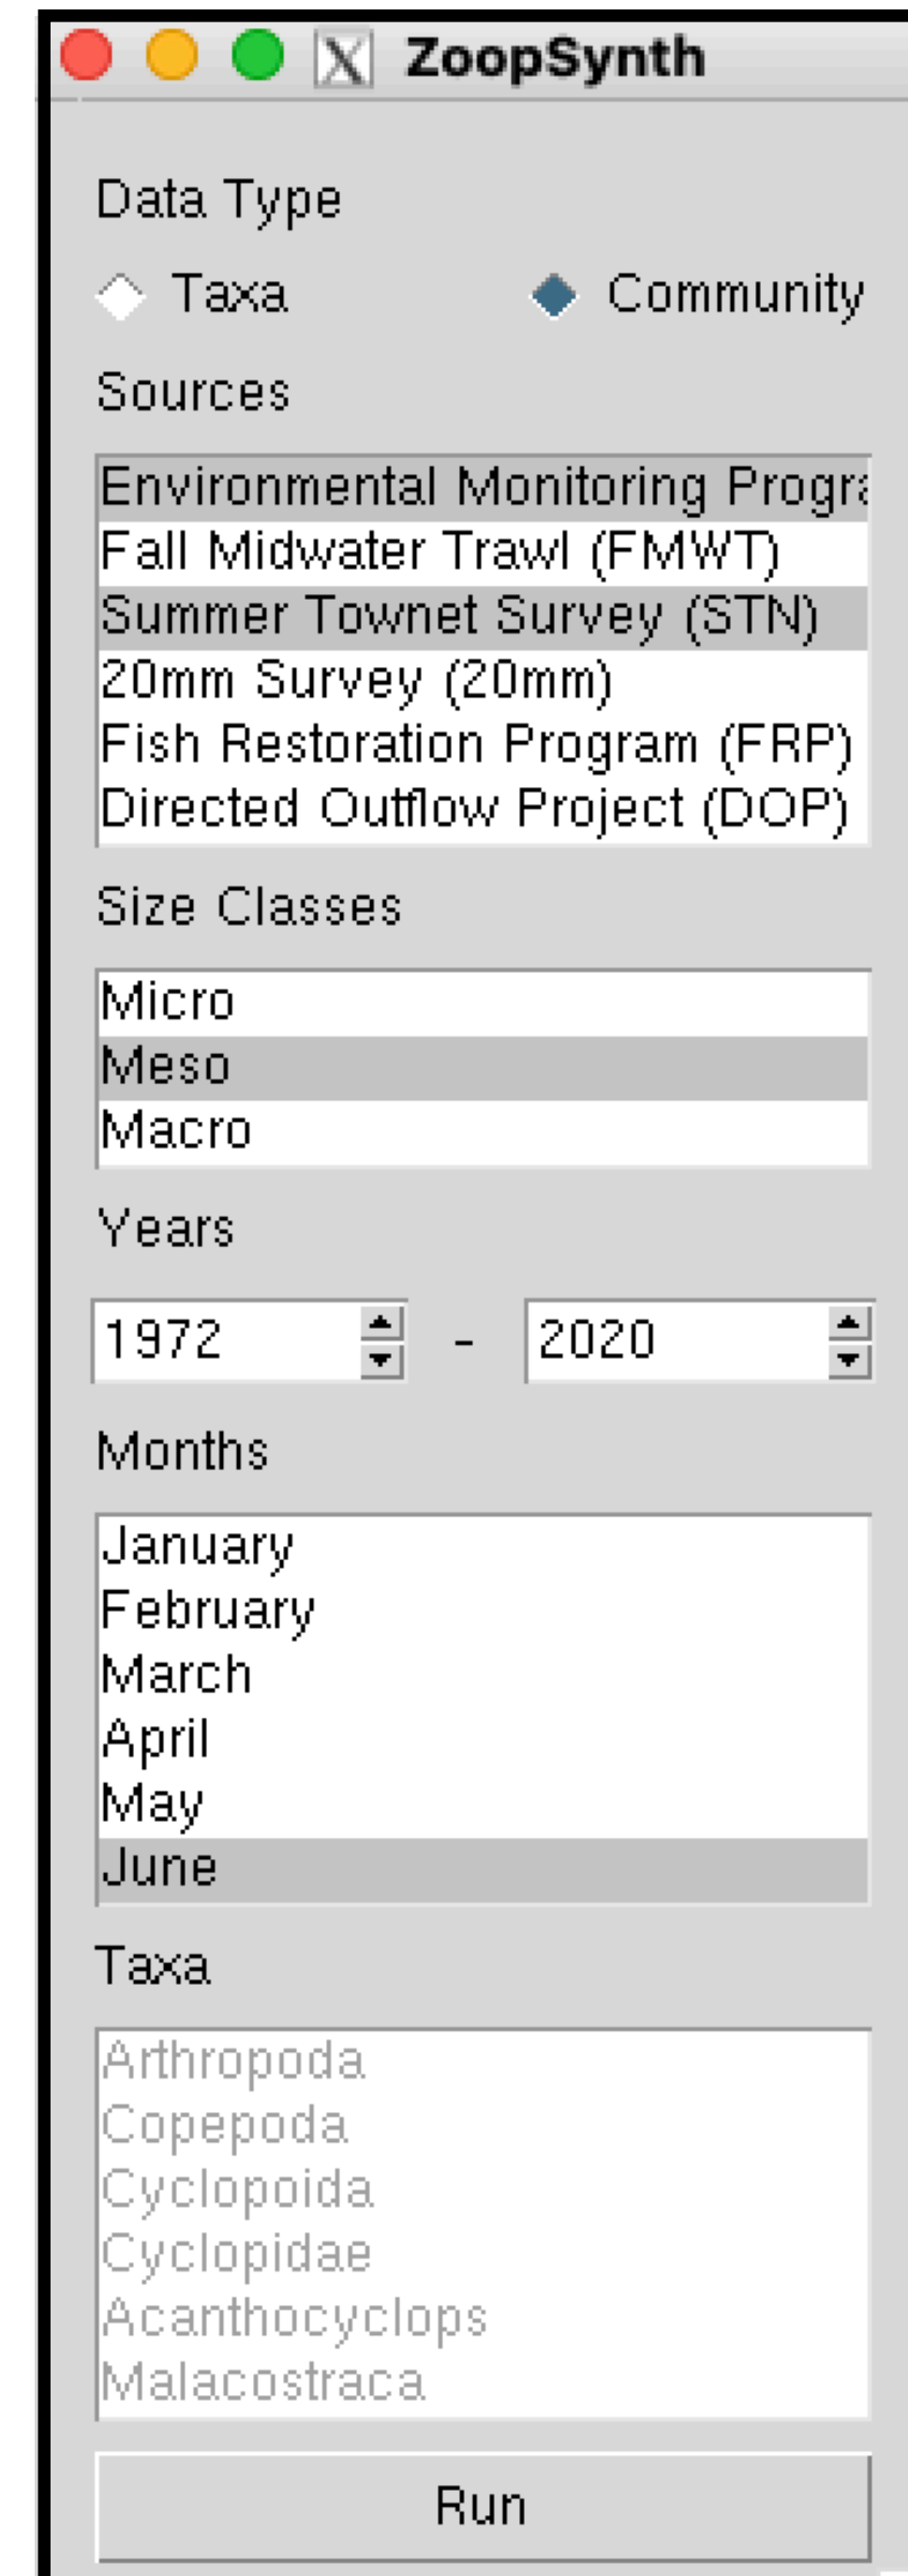 ZoopSynth
Data Type
Taxa Community
Sources
Environmental Monitoring Progra
Fall Midwater Trawl (FMWT)
Summer Townet Survey (STN)
20mm Survey (20mm)
Fish Restoration Program (FRP)
Directed Outflow Project (DOP)
Size Classes
Micro
Meso
Macro
Years
1972 - 2020
Months
January
February
March
April
May
June
Taxa
Arthropoda
Copepoda
Cyclopoida
Cyclopidae
Acanthocyclops
Malacostraca
Run